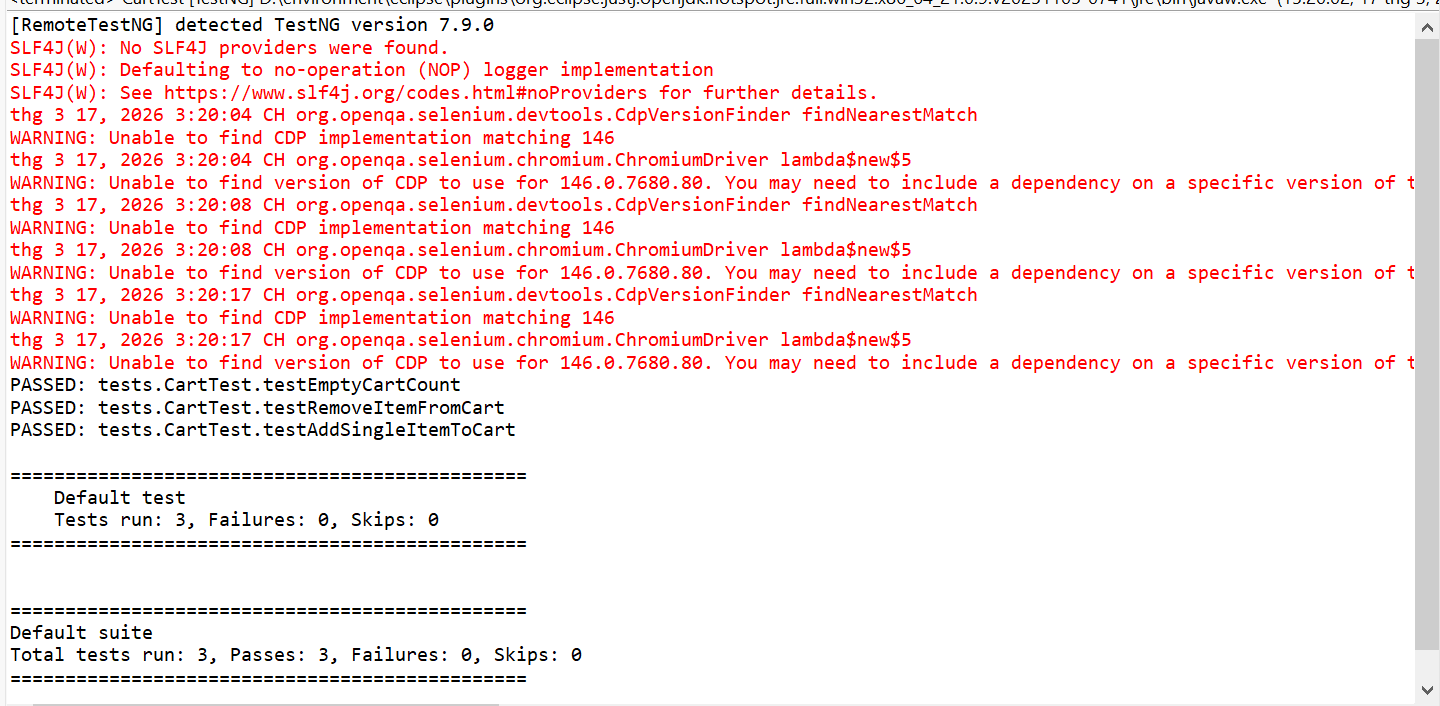 [RemoteTestNG] detected TestNG version 7.9.0
SLF4J(W): No SLF4J providers were found.
SLF4J(W): Defaulting to no-operation (NOP) logger implementation
SLF4J(W): See https://www.slf4j.org/codes.html#noProviders for further details.
thg 3 17, 2026 3:20:04 CH org.openqa.selenium.devtools.CdpVersionFinder findNearestMatch
WARNING: Unable to find CDP implementation matching 146
thg 3 17, 2026 3:20:04 CH org.openqa.selenium.chromium.ChromiumDriver lambda$new$5
WARNING: Unable to find version of CDP to use for 146.0.7680.80. You may need to include a dependency on a specific version of t
thg 3 17, 2026 3:20:08 CH org.openqa.selenium.devtools.CdpVersionFinder findNearestMatch
WARNING: Unable to find CDP implementation matching 146
thg 3 17, 2026 3:20:08 CH org.openqa.selenium.chromium.ChromiumDriver lambda$new$5
WARNING: Unable to find version of CDP to use for 146.0.7680.80. You may need to include a dependency on a specific version of t
thg 3 17, 2026 3:20:17 CH org.openqa.selenium.devtools.CdpVersionFinder findNearestMatch
WARNING: Unable to find CDP implementation matching 146
thg 3 17, 2026 3:20:17 CH org.openqa.selenium.chromium.ChromiumDriver lambda$new$5
WARNING: Unable to find version of CDP to use for 146.0.7680.80. You may need to include a dependency on a specific version of t
PASSED: tests.CartTest.testEmptyCartCount
PASSED: tests.CartTest.testRemoveItemFromCart
PASSED: tests.CartTest.testAddSingleItemToCart
===============================================
Default test
Tests run: 3, Failures: 0, Skips: 0
===============================================
===============================================
Default suite
Total tests run: 3, Passes: 3, Failures: 0, Skips: 0
===============================================